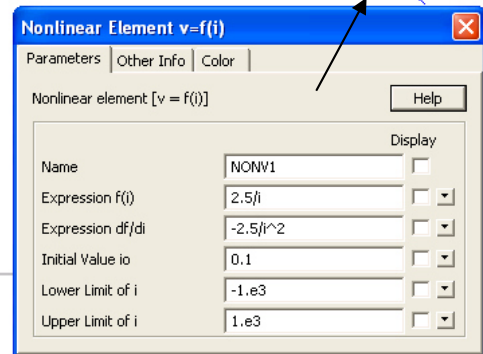 Nonlinear Element v=f(i)
Parameters Other Info Color
Nonlinear element [v = f(i)] Help
Display
Name NONV1
Expression f(i) 2.5/i
Expression df/di -2.5/i^2
Initial Value io 0.1
Lower Limit of i -1.e3
Upper Limit of i 1.e3